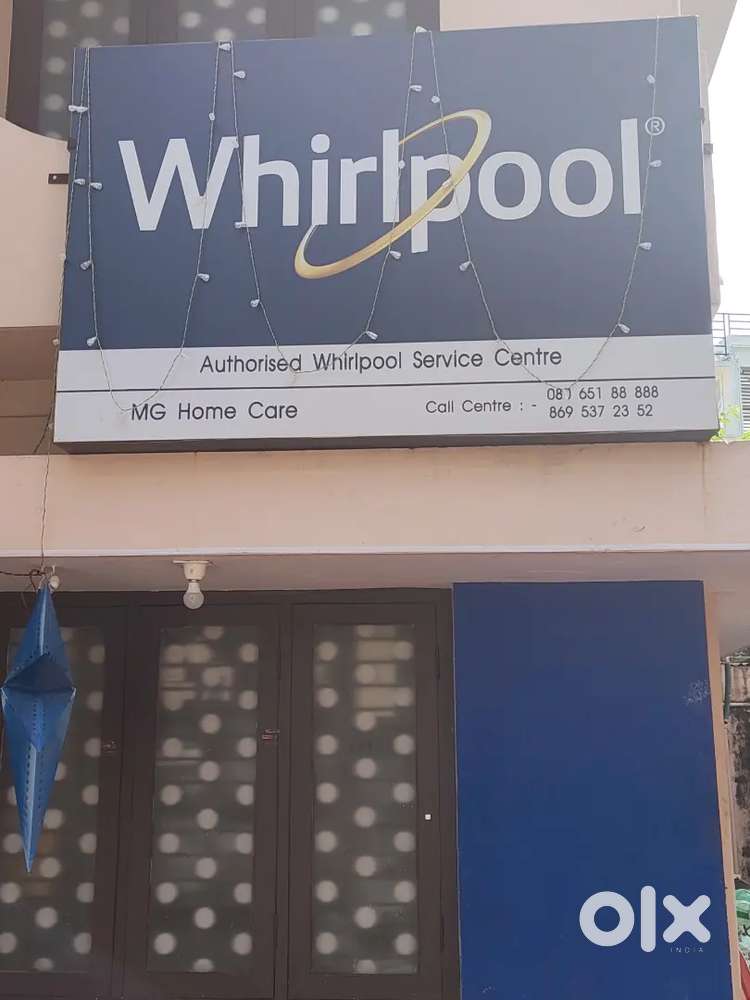 Whirlpool®
Authorised Whirlpool Service Centre
MG Home Care
Call Centre : - 081 651 88 888
869 537 23 52
olx
INDIA